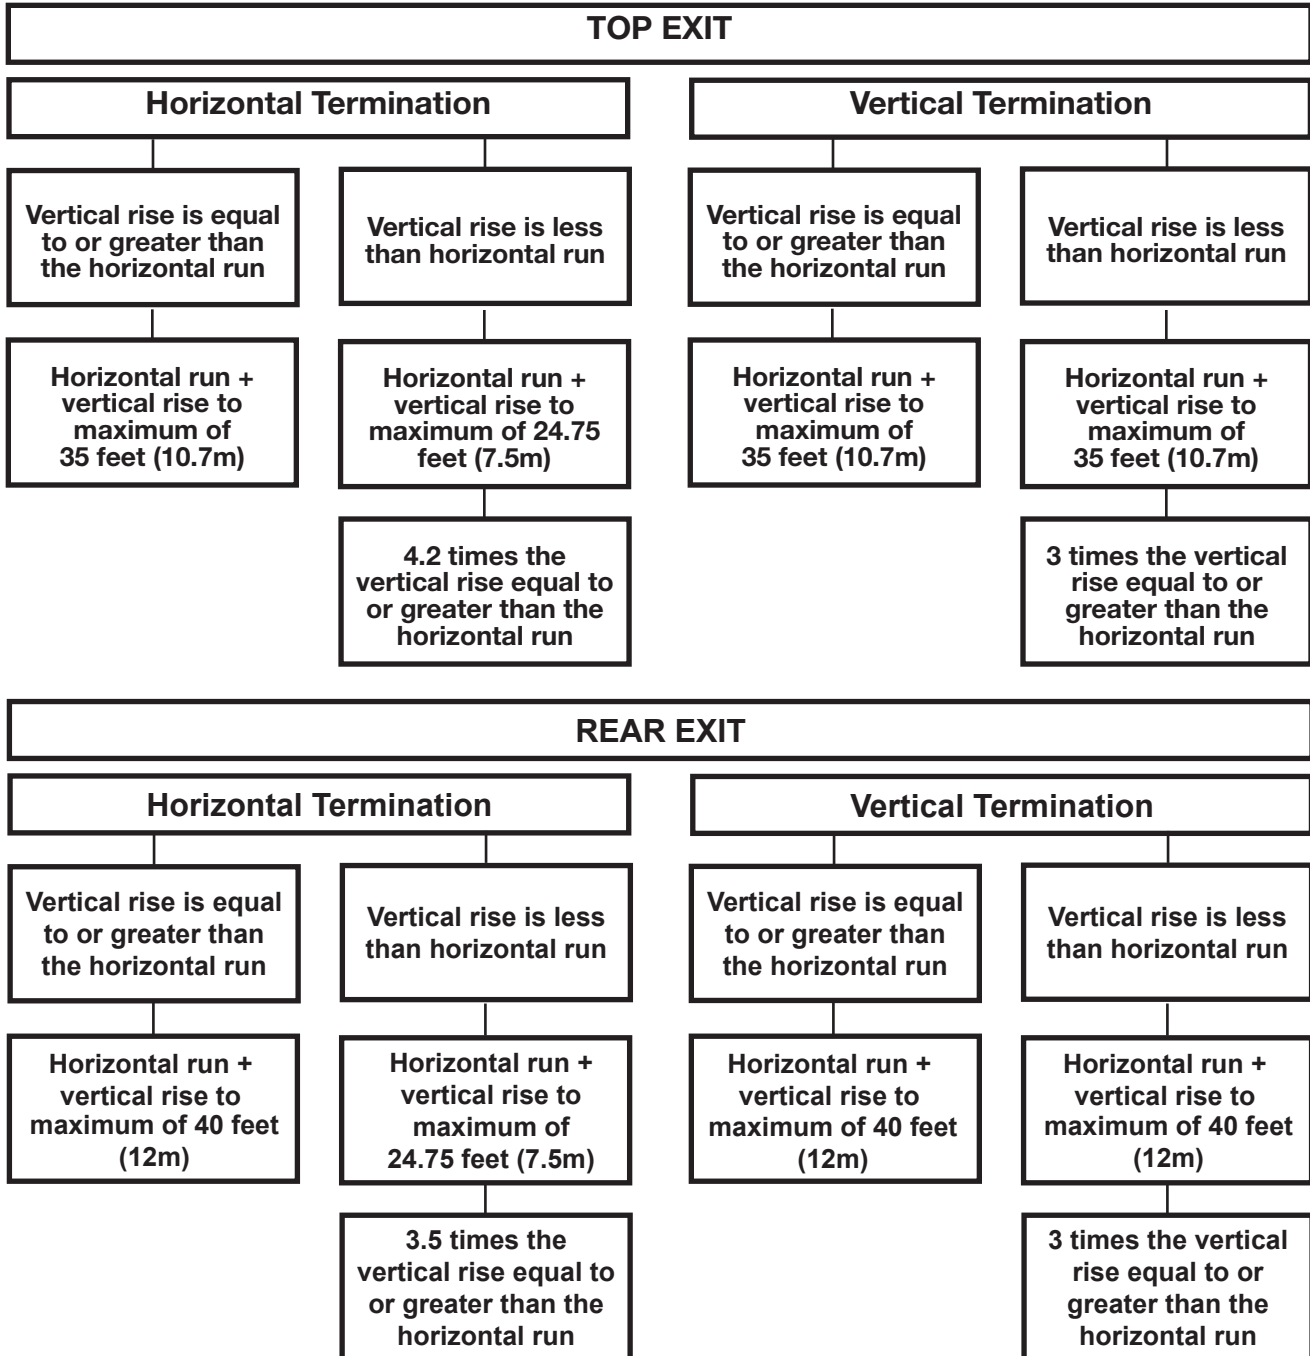 TOP EXIT
Horizontal Termination
Vertical rise is equal
to or greater than
the horizontal run
Horizontal run +
vertical rise to
maximum of
35 feet (10.7m)
Vertical rise is less
than horizontal run
Horizontal run +
vertical rise to
maximum of 24.75
feet (7.5m)
4.2 times the
vertical rise equal to
or greater than the
horizontal run
Vertical Termination
Vertical rise is equal
to or greater than
the horizontal run
Horizontal run +
vertical rise to
maximum of
35 feet (10.7m)
Vertical rise is less
than horizontal run
Horizontal run +
vertical rise to
maximum of
35 feet (10.7m)
3 times the vertical
rise equal to or
greater than the
horizontal run
REAR EXIT
Horizontal Termination
Vertical rise is equal
to or greater than
the horizontal run
Horizontal run +
vertical rise to
maximum of 40 feet
(12m)
Vertical rise is less
than horizontal run
Horizontal run +
vertical rise to
maximum of
24.75 feet (7.5m)
3.5 times the
vertical rise equal to
or greater than the
horizontal run
Vertical Termination
Vertical rise is equal
to or greater than
the horizontal run
Horizontal run +
vertical rise to
maximum of 40 feet
(12m)
Vertical rise is less
than horizontal run
Horizontal run +
vertical rise to
maximum of 40 feet
(12m)
3 times the vertical
rise equal to or
greater than the
horizontal run